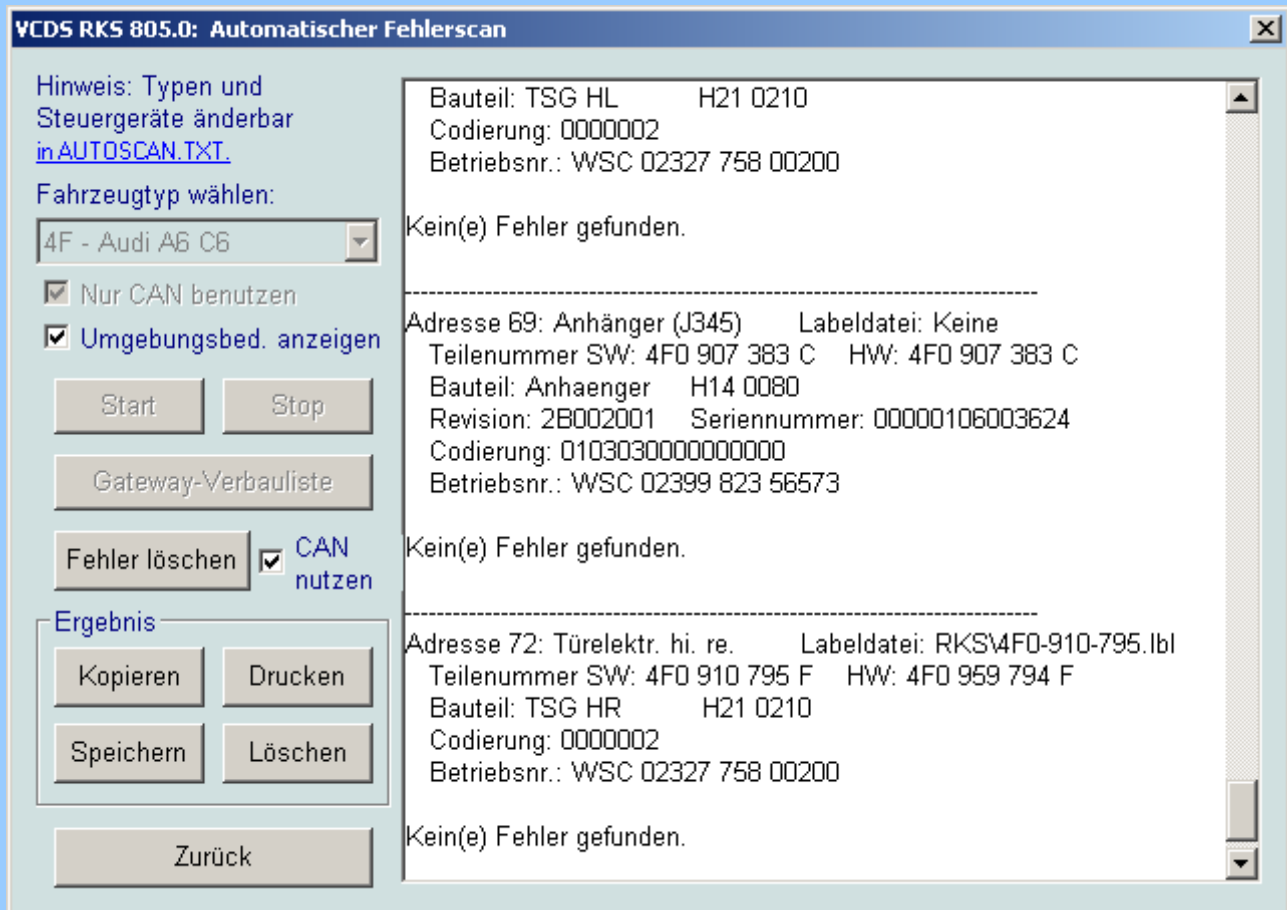 VCDS RKS 805.0: Automatischer Fehlerscan
Hinweis: Typen und
Steuergeräte änderbar
in AUTOSCAN.TXT.
Fahrzeugtyp wählen:
4F - Audi A6 C6
Nur CAN benutzen
Umgebungsbed. anzeigen
Start Stop
Gateway-Verbauliste
Fehler löschen
CAN
nutzen
Ergebnis
Kopieren Drucken
Speichern Löschen
Zurück
Bauteil: TSG HL H21 0210
Codierung: 0000002
Betriebsnr.: WSC 02327 758 00200
Kein(e) Fehler gefunden.
-------------------------------------------------------------------------------
Adresse 69: Anhänger (J345) Labeldatei: Keine
Teilenummer SW: 4F0 907 383 C HW: 4F0 907 383 C
Bauteil: Anhaenger H14 0080
Revision: 2B002001 Seriennummer: 00000106003624
Codierung: 0103030000000000
Betriebsnr.: WSC 02399 823 56573
Kein(e) Fehler gefunden.
-------------------------------------------------------------------------------
Adresse 72: Türelektr. hi. re. Labeldatei: RKS\4F0-910-795.lbl
Teilenummer SW: 4F0 910 795 F HW: 4F0 959 794 F
Bauteil: TSG HR H21 0210
Codierung: 0000002
Betriebsnr.: WSC 02327 758 00200
Kein(e) Fehler gefunden.